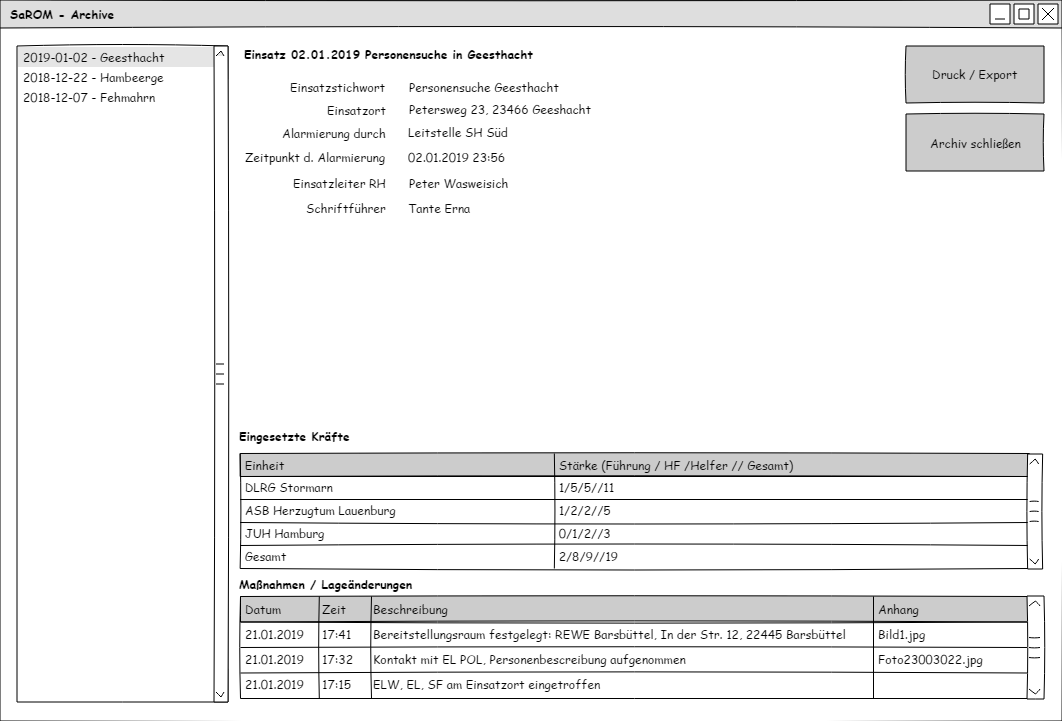 SaROM - Archive
2019-01-02 - Geesthacht
2018-12-22 - Hambeerge
2018-12-07 - Fehmahrn
Einsatz 02.01.2019 Personensuche in Geesthacht
Einsatzstichwort Personensuche Geesthacht
Einsatzort Petersweg 23, 23466 Geeshacht
Alarmierung durch Leitstelle SH Süd
Zeitpunkt d. Alarmierung 02.01.2019 23:56
Einsatzleiter RH Peter Wasweisich
Schriftführer Tante Erna
Druck / Export
Archiv schließen
Eingesetzte Kräfte
Einheit Stärke (Führung / HF /Helfer // Gesamt)
DLRG Stormarn 1/5/5//11
ASB Herzugtum Lauenburg 1/2/2//5
JUH Hamburg 0/1/2//3
Gesamt 2/8/9//19
Maßnahmen / Lageänderungen
Datum Zeit Beschreibung Anhang
21.01.2019 17:41 Bereitstellungsraum festgelegt: REWE Barsbüttel, In der Str. 12, 22445 Barsbüttel Bild1.jpg
21.01.2019 17:32 Kontakt mit EL POL, Personenbescreibung aufgenommen Foto23003022.jpg
21.01.2019 17:15 ELW, EL, SF am Einsatzort eingetroffen